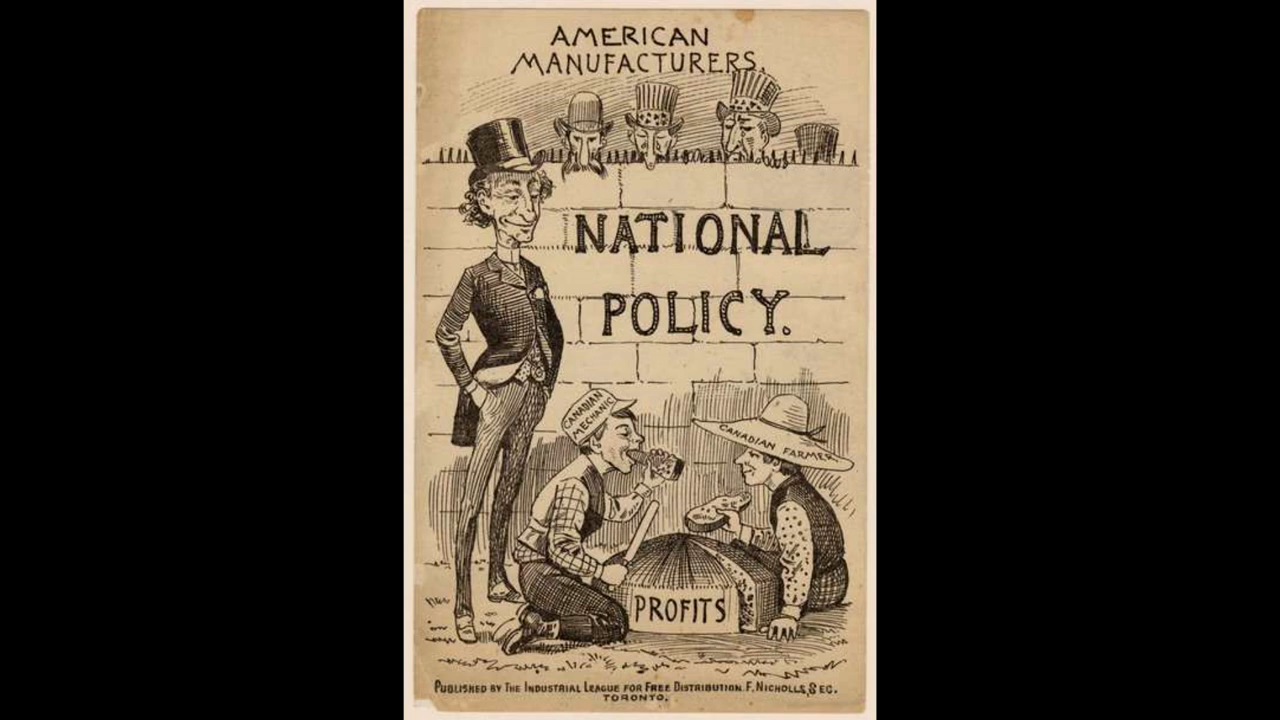 AMERICAN
MANUFACTURERS.
NATIONAL
POLICY.
CANADIAN
MECHANIC
CANADIAN FARMER
PROFITS
PUBLISHED BY THE INDUSTRIAL LEAGUE FOR FREE DISTRIBUTION. F. NICHOLLS, SEC.
TORONTO.